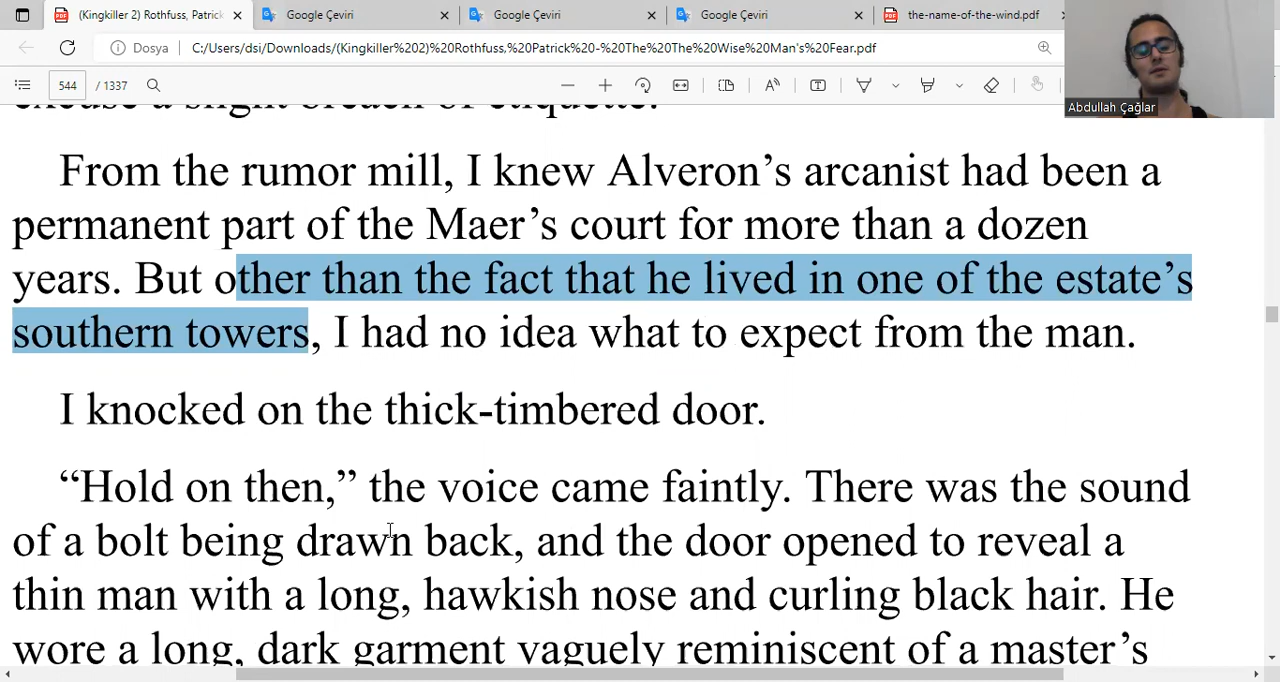 (Kingkiller 2) Rothfuss, Patrick
Google Çeviri
Google Çeviri
Google Çeviri
the-name-of-the-wind.pdf
Dosya
C:/Users/dsi/Downloads/(Kingkiller%202)%20Rothfuss,%20Patrick%20-%20The%20The%20Wise%20Man's%20Fear.pdf
544 / 1337
Abdullah Çağlar
excuse a slight breach of etiquette.
From the rumor mill, I knew Alveron’s arcanist had been a
permanent part of the Maer’s court for more than a dozen
years. But other than the fact that he lived in one of the estate’s
southern towers, I had no idea what to expect from the man.
I knocked on the thick-timbered door.
“Hold on then,” the voice came faintly. There was the sound
of a bolt being drawn back, and the door opened to reveal a
thin man with a long, hawkish nose and curling black hair. He
wore a long, dark garment vaguely reminiscent of a master’s